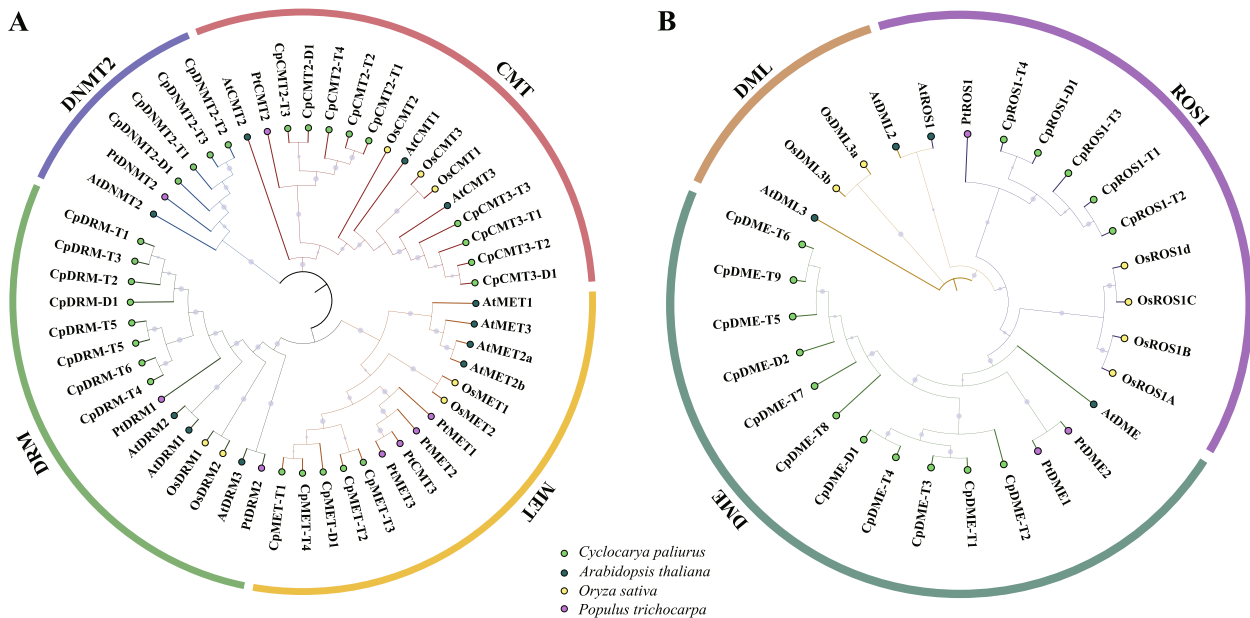 A
DNMT2
CMT
DRM
MET
AtDNMT2
PtDNMT2
CpDNMT2-D1
CpDNMT2-T1
CpDNMT2-T3
CpDNMT2-T2
AtCMT2
PtCMT2
CpCMT2-T3
CpCMT2-D1
CpCMT2-T4
CpCMT2-T2
CpCMT2-T1
OsCMT2
AtCMT1
OsCMT3
OsCMT1
AtCMT3
CpCMT3-T3
CpCMT3-T1
CpCMT3-T2
CpCMT3-D1
AtMET1
AtMET3
AtMET2a
AtMET2b
OsMET1
OsMET2
PtMET1
PtMET2
PtCMT3
PtMET3
CpMET-T3
CpMET-T2
CpMET-D1
CpMET-T4
CpMET-T1
PtDRM2
AtDRM3
OsDRM2
OsDRM1
AtDRM1
AtDRM2
PtDRM1
CpDRM-T4
CpDRM-T6
CpDRM-T5
CpDRM-T5
CpDRM-D1
CpDRM-T2
CpDRM-T3
CpDRM-T1
B
DML
ROS1
DME
AtDML3
OsDML3b
OsDML3a
AtDML2
AtROS1
PtROS1
CpROS1-T4
CpROS1-D1
CpROS1-T3
CpROS1-T1
CpROS1-T2
OsROS1d
OsROS1C
OsROS1B
OsROS1A
AtDME
PtDME2
PtDME1
CpDME-T2
CpDME-T1
CpDME-T3
CpDME-T4
CpDME-D1
CpDME-T8
CpDME-T7
CpDME-D2
CpDME-T5
CpDME-T9
CpDME-T6
Cyclocarya paliurus
Arabidopsis thaliana
Oryza sativa
Populus trichocarpa